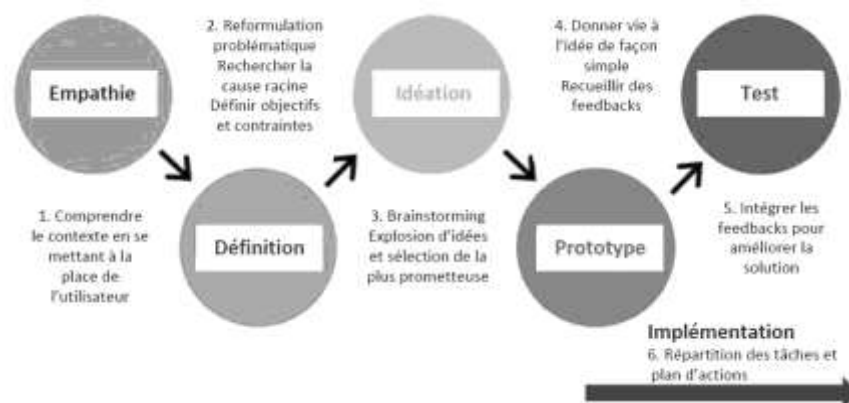 Empathie
1. Comprendre
le contexte en se
mettant à la
place de
l'utilisateur
2. Reformulation
problématique
Rechercher la
cause racine
Définir objectifs
et contraintes
Définition
Idéation
3. Brainstorming
Explosion d'idées
et sélection de la
plus prometteuse
4. Donner vie à
l'idée de façon
simple
Recueillir des
feedbacks
Prototype
Test
5. Intégrer les
feedbacks pour
améliorer la
solution
Implémentation
6. Répartition des tâches et
plan d'actions